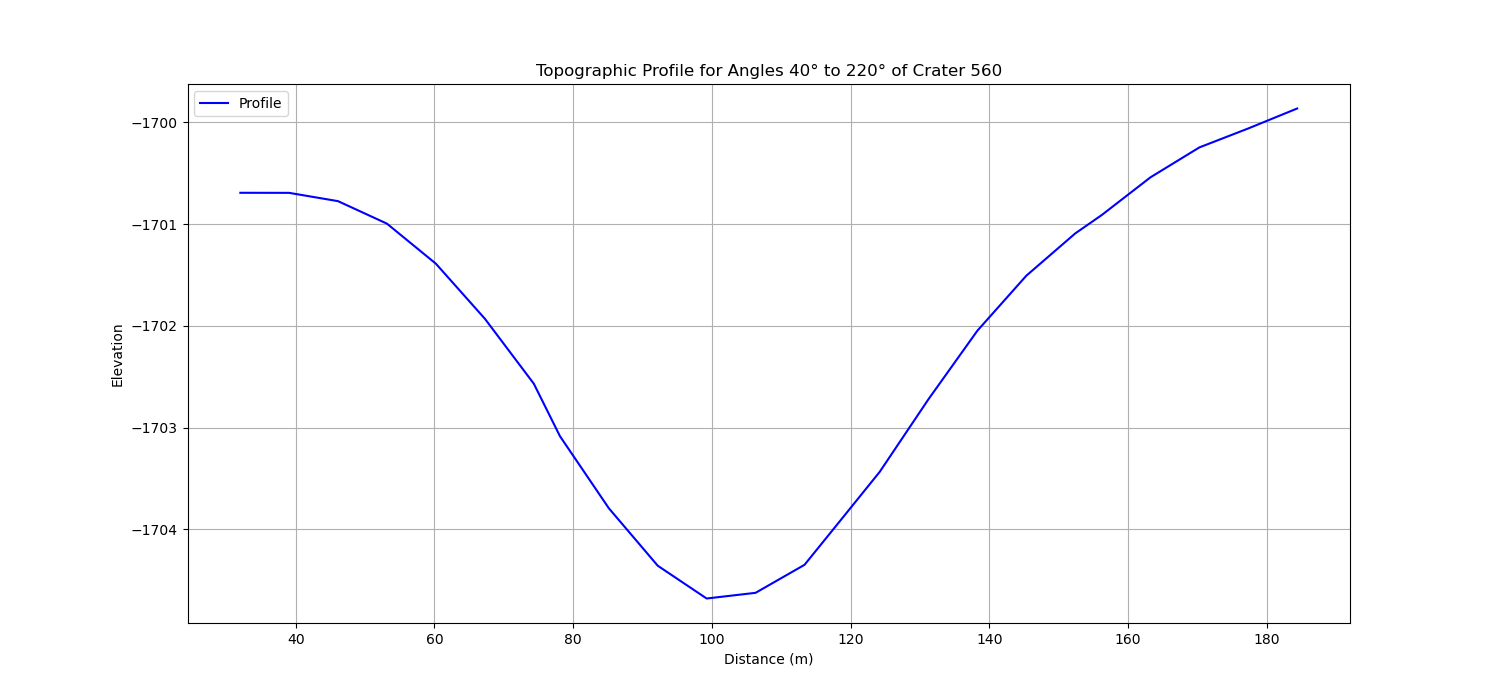 Topographic Profile for Angles 40° to 220° of Crater 560
Profile
−1700
−1701
−1702
−1703
−1704
Elevation
40 60 80 100 120 140 160 180
Distance (m)